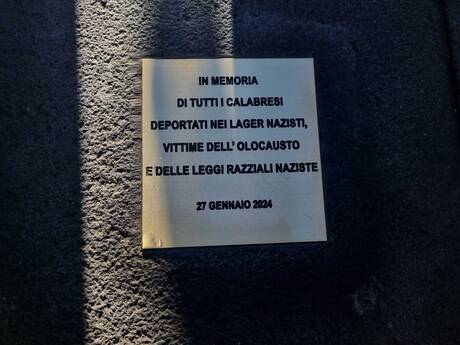 IN MEMORIA
DI TUTTI I CALABRESI
DEPORTATI NEI LAGER NAZISTI,
VITTIME DELL' OLOCAUSTO
E DELLE LEGGI RAZZIALI NAZISTE
27 GENNAIO 2024